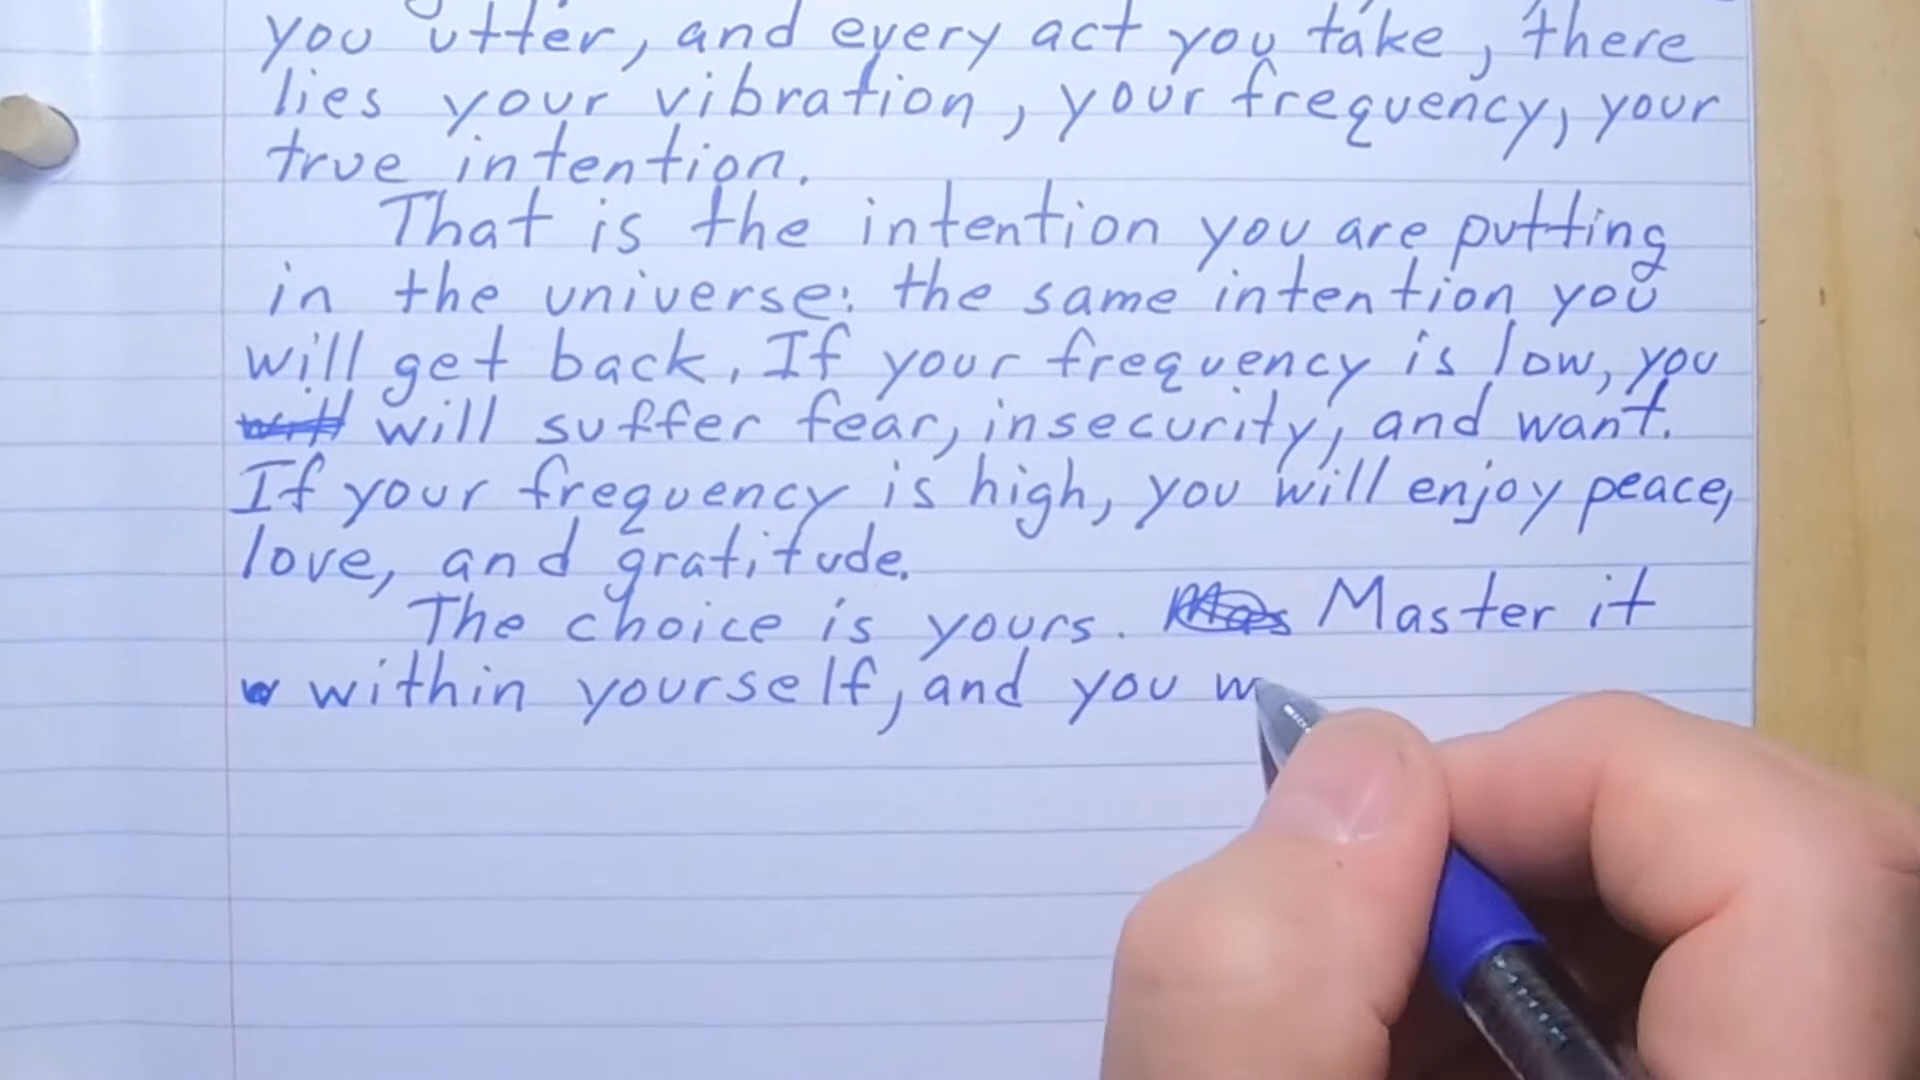 you utter, and every act you take, there
lies your vibration, your frequency, your
true intention.
That is the intention you are putting
in the universe: the same intention you
will get back. If your frequency is low, you
will will suffer fear, insecurity, and want.
If your frequency is high, you will enjoy peace,
love, and gratitude.
The choice is yours. Mas Master it
w within yourself, and you w